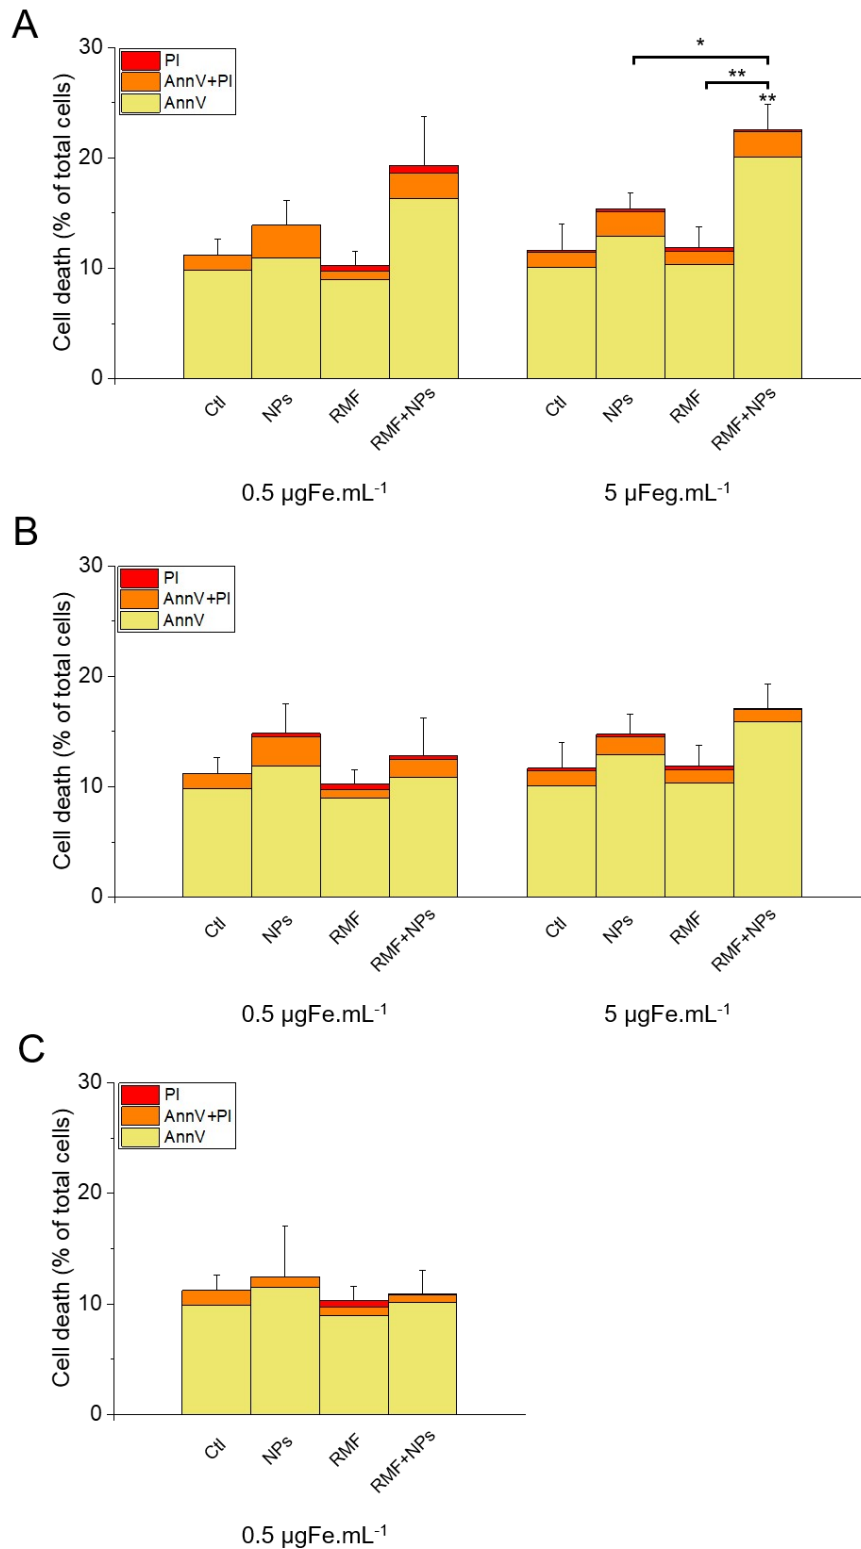 A
Cell death (% of total cells)
30
20
10
0
PI
AnnV+PI
AnnV
*
**
**
Ctl
NPs
RMF
RMF+NPs
Ctl
NPs
RMF
RMF+NPs
0.5 µgFe.mL⁻¹
5 µFeg.mL⁻¹
B
Cell death (% of total cells)
30
20
10
0
PI
AnnV+PI
AnnV
Ctl
NPs
RMF
RMF+NPs
Ctl
NPs
RMF
RMF+NPs
0.5 µgFe.mL⁻¹
5 µgFe.mL⁻¹
C
Cell death (% of total cells)
30
20
10
0
PI
AnnV+PI
AnnV
Ctl
NPs
RMF
RMF+NPs
0.5 µgFe.mL⁻¹